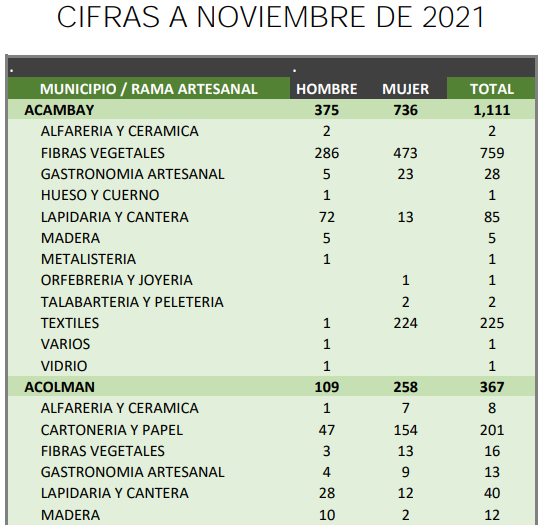 CIFRAS A NOVIEMBRE DE 2021
. .
MUNICIPIO / RAMA ARTESANAL HOMBRE MUJER TOTAL
ACAMBAY 375 736 1,111
ALFARERIA Y CERAMICA 2 2
FIBRAS VEGETALES 286 473 759
GASTRONOMIA ARTESANAL 5 23 28
HUESO Y CUERNO 1 1
LAPIDARIA Y CANTERA 72 13 85
MADERA 5 5
METALISTERIA 1 1
ORFEBRERIA Y JOYERIA 1 1
TALABARTERIA Y PELETERIA 2 2
TEXTILES 1 224 225
VARIOS 1 1
VIDRIO 1 1
ACOLMAN 109 258 367
ALFARERIA Y CERAMICA 1 7 8
CARTONERIA Y PAPEL 47 154 201
FIBRAS VEGETALES 3 13 16
GASTRONOMIA ARTESANAL 4 9 13
LAPIDARIA Y CANTERA 28 12 40
MADERA 10 2 12